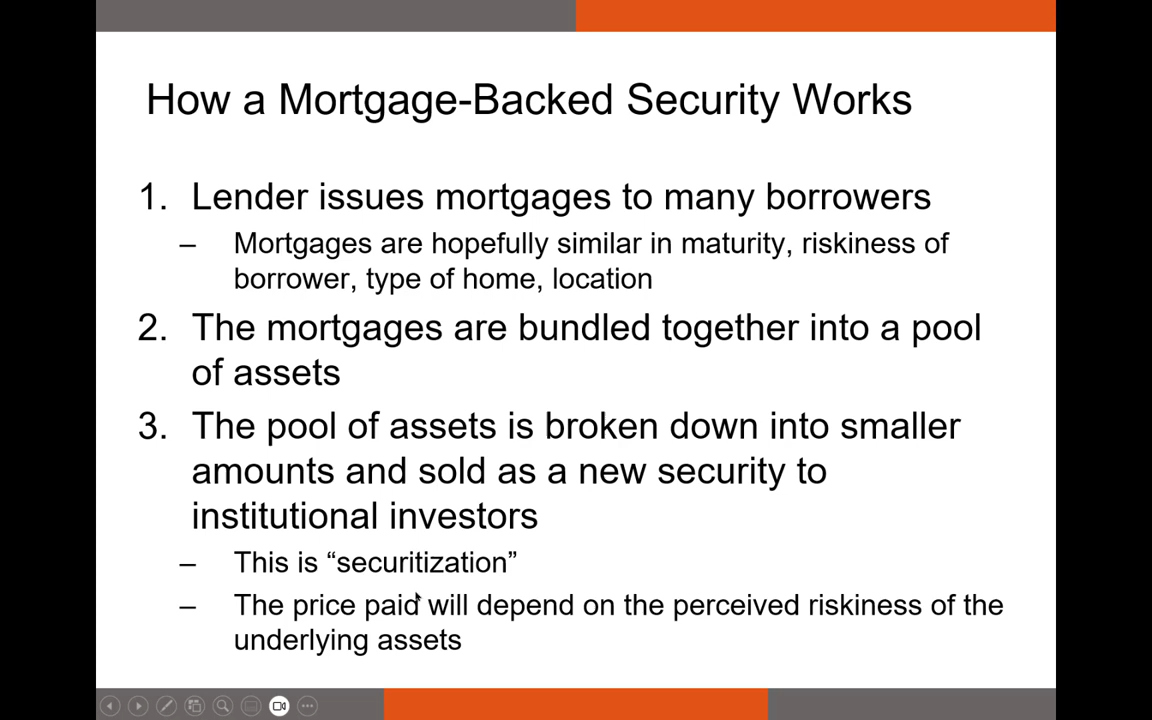 How a Mortgage-Backed Security Works
1. Lender issues mortgages to many borrowers
– Mortgages are hopefully similar in maturity, riskiness of
borrower, type of home, location
2. The mortgages are bundled together into a pool
of assets
3. The pool of assets is broken down into smaller
amounts and sold as a new security to
institutional investors
– This is “securitization”
– The price paid will depend on the perceived riskiness of the
underlying assets